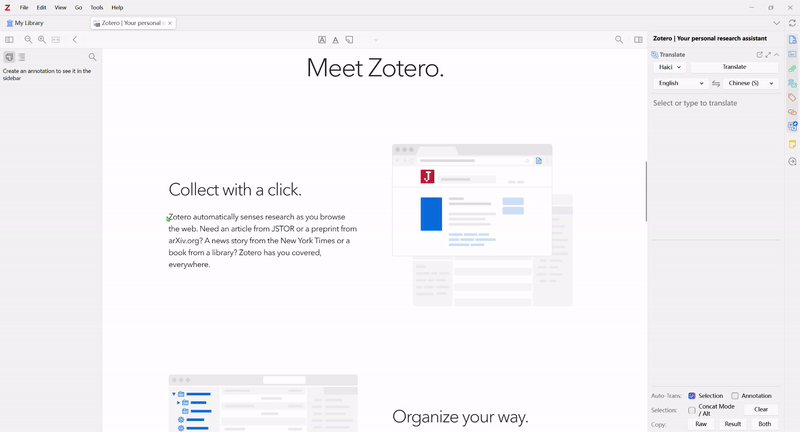 Z File Edit View Go Tools Help
My Library
Zotero | Your personal
Create an annotation to see it in the
sidebar
Meet Zotero.
Collect with a click.
Zotero automatically senses research as you browse
the web. Need an article from JSTOR or a preprint from
arXiv.org? A news story from the New York Times or a
book from a library? Zotero has you covered,
everywhere.
J
Organize your way.
Zotero | Your personal research assistant
Translate
Haici Translate
English Chinese (S)
Select or type to translate
Auto-Trans: Selection Annotation
Selection: Concat Mode / Alt Clear
Copy: Raw Result Both